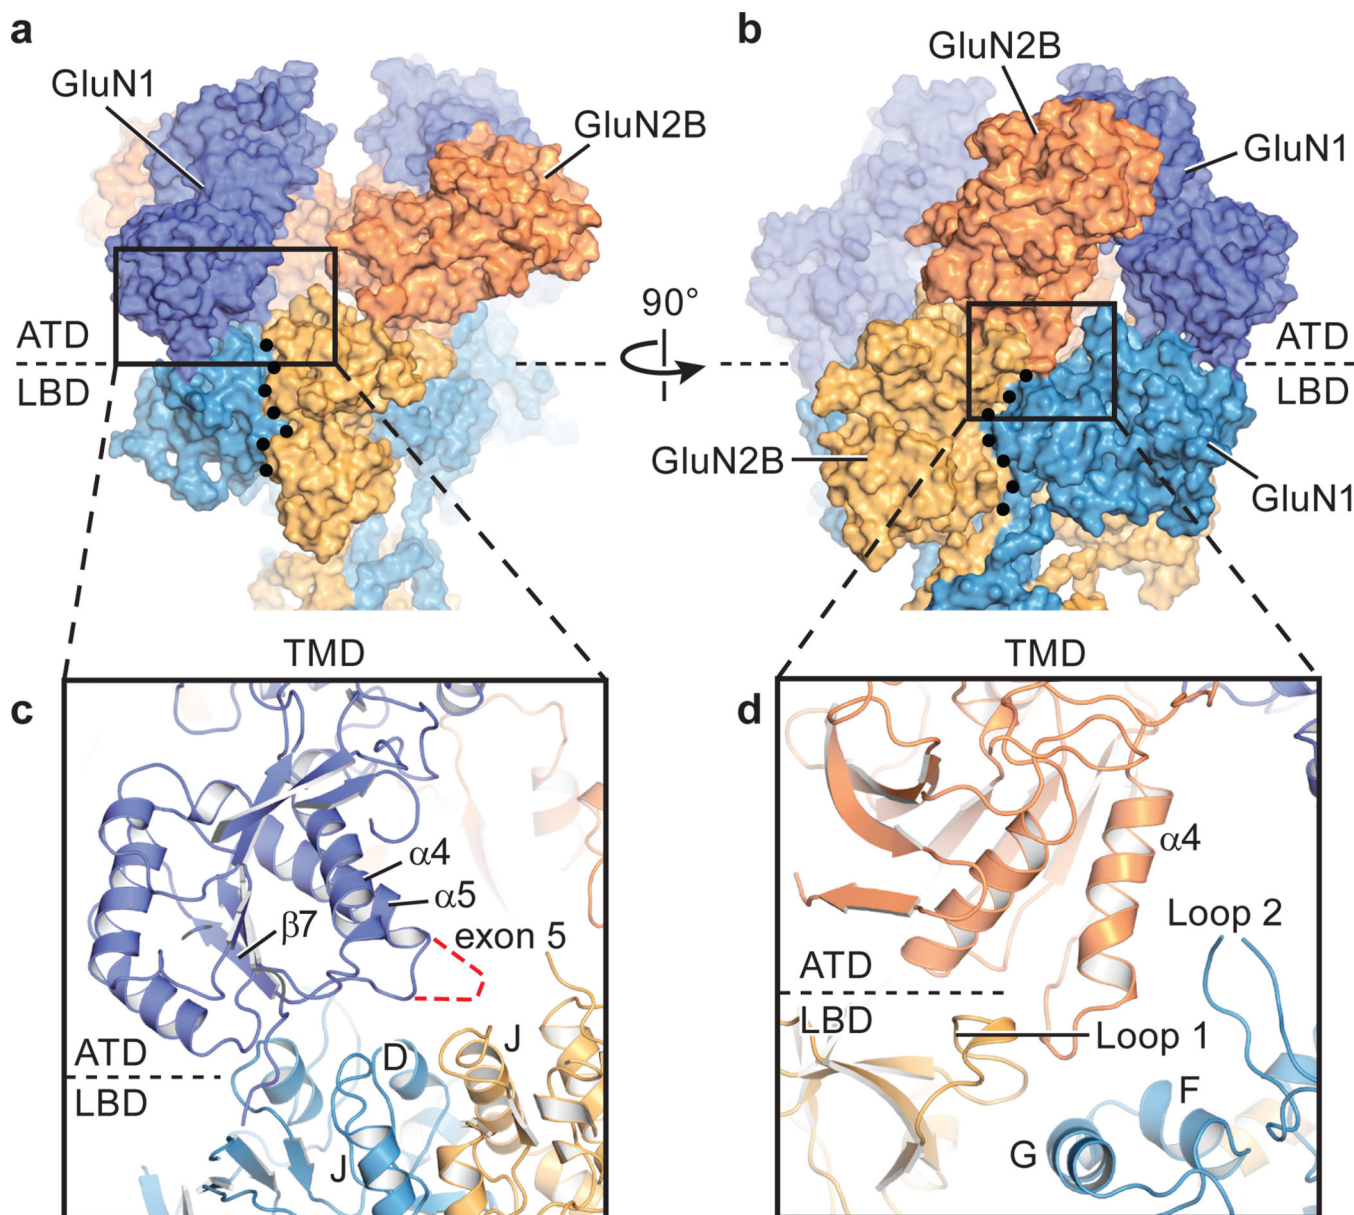 a
GluN1
GluN2B
ATD
LBD
TMD
90°
b
GluN2B
GluN1
ATD
LBD
GluN2B
GluN1
TMD
c
α4
α5
β7
exon 5
ATD
LBD
D
J
J
d
α4
Loop 2
ATD
LBD
Loop 1
F
G